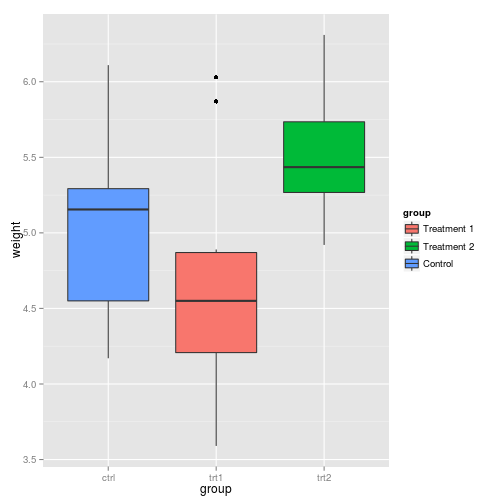 6.0
5.5
5.0
4.5
4.0
3.5
weight
ctrl trt1 trt2
group
group
Treatment 1
Treatment 2
Control